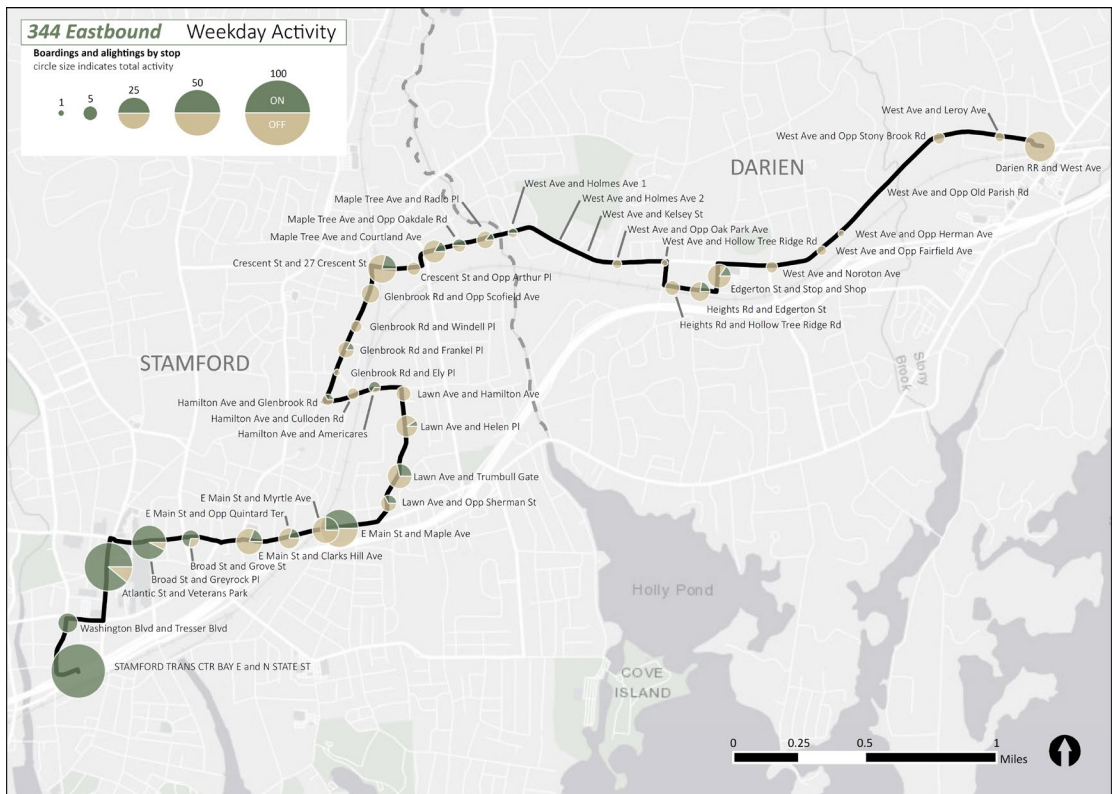 344 Eastbound Weekday Activity
Boardings and alightings by stop
circle size indicates total activity
1
5
25
50
100
ON
OFF
DARIEN
STAMFORD
West Ave and Leroy Ave
West Ave and Opp Stony Brook Rd
Darien RR and West Ave
West Ave and Opp Old Parish Rd
West Ave and Opp Herman Ave
West Ave and Opp Fairfield Ave
West Ave and Noroton Ave
West Ave and Holmes Ave 1
West Ave and Holmes Ave 2
West Ave and Kelsey St
West Ave and Opp Oak Park Ave
West Ave and Hollow Tree Ridge Rd
Edgerton St and Stop and Shop
Heights Rd and Edgerton St
Heights Rd and Hollow Tree Ridge Rd
Maple Tree Ave and Radio Pl
Maple Tree Ave and Opp Oakdale Rd
Maple Tree Ave and Courtland Ave
Crescent St and 27 Crescent St
Crescent St and Opp Arthur Pl
Glenbrook Rd and Opp Scofield Ave
Glenbrook Rd and Windell Pl
Glenbrook Rd and Frankel Pl
Glenbrook Rd and Ely Pl
Hamilton Ave and Glenbrook Rd
Hamilton Ave and Culloden Rd
Hamilton Ave and Americares
Lawn Ave and Hamilton Ave
Lawn Ave and Helen Pl
Lawn Ave and Trumbull Gate
Lawn Ave and Opp Sherman St
E Main St and Myrtle Ave
E Main St and Opp Quintard Ter
E Main St and Maple Ave
E Main St and Clarks Hill Ave
Broad St and Grove St
Broad St and Greyrock Pl
Atlantic St and Veterans Park
Washington Blvd and Tresser Blvd
STAMFORD TRANS CTR BAY E and N STATE ST
Stony
Brook
Holly Pond
COVE
ISLAND
0
0.25
0.5
1
Miles